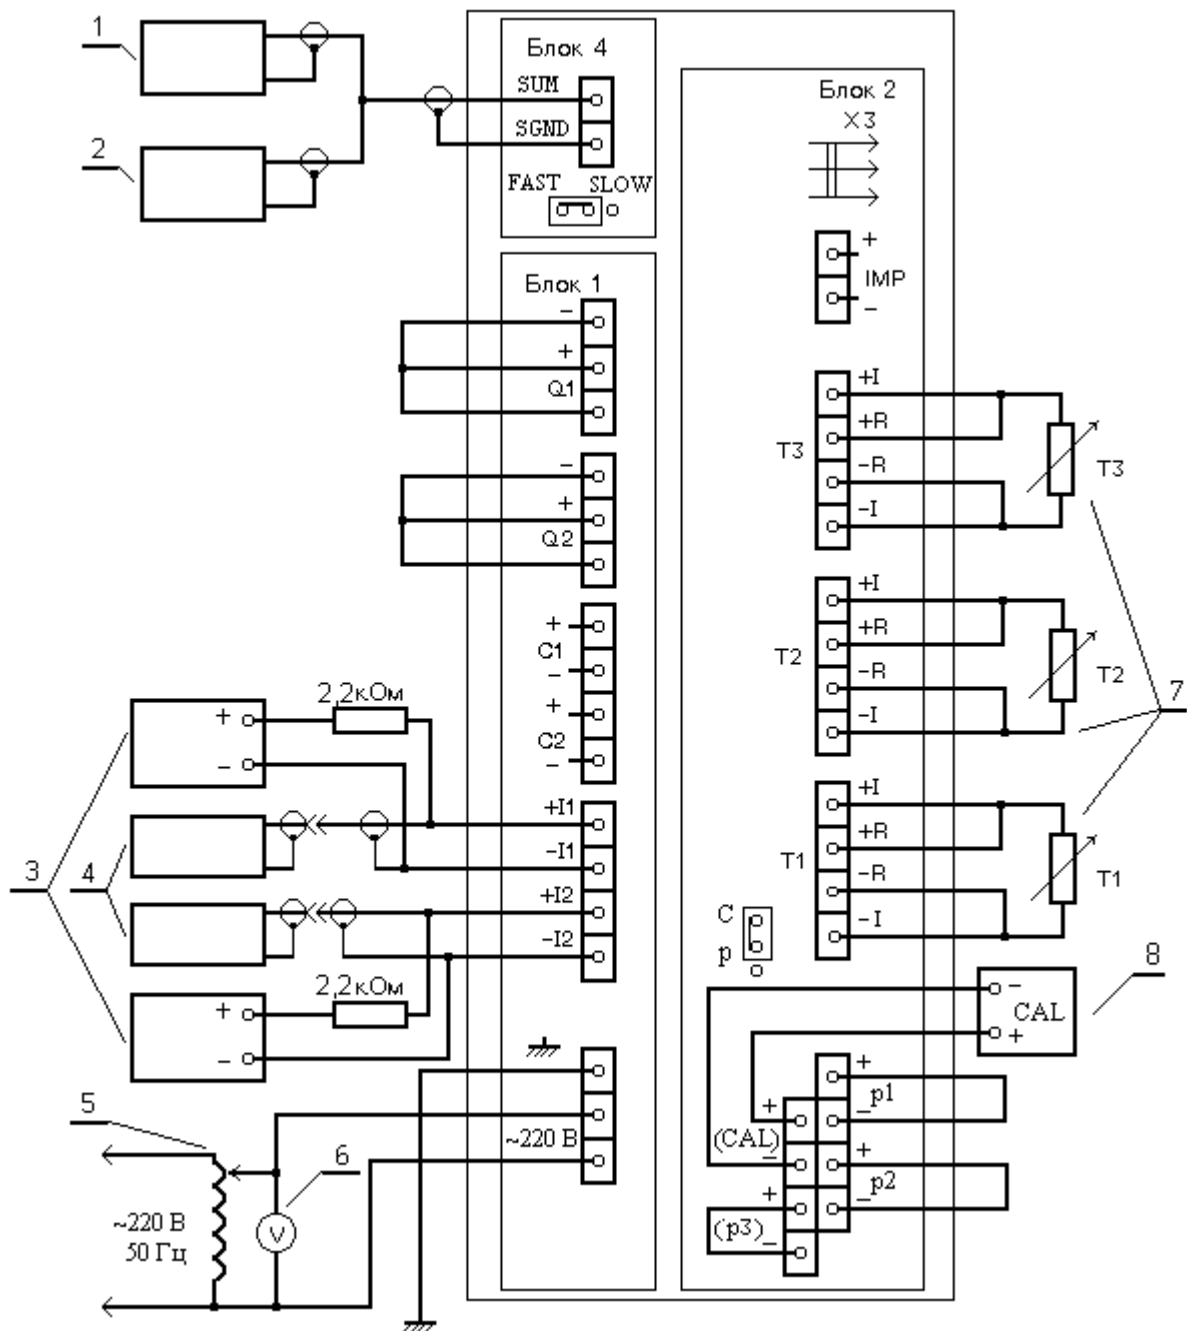 1
Блок 4
SUM
SGND
FAST SLOW
2
Блок 2
X3
+
IMP
−
Блок 1
−
+
Q1
−
+
Q2
+
C1
−
+
C2
−
+I
+R
T3
−R
−I
T3
+I
+R
T2
−R
−I
T2
7
+I
+R
T1
−R
−I
T1
C
p
2,2кОм
+
−
+I1
−I1
+I2
−I2
3
4
2,2кОм
+
−
8
−
CAL
+
5
6
~220 В
V
~220 В
50 Гц
+
_p1
+
(CAL)
−
+
_p2
+
(p3)_